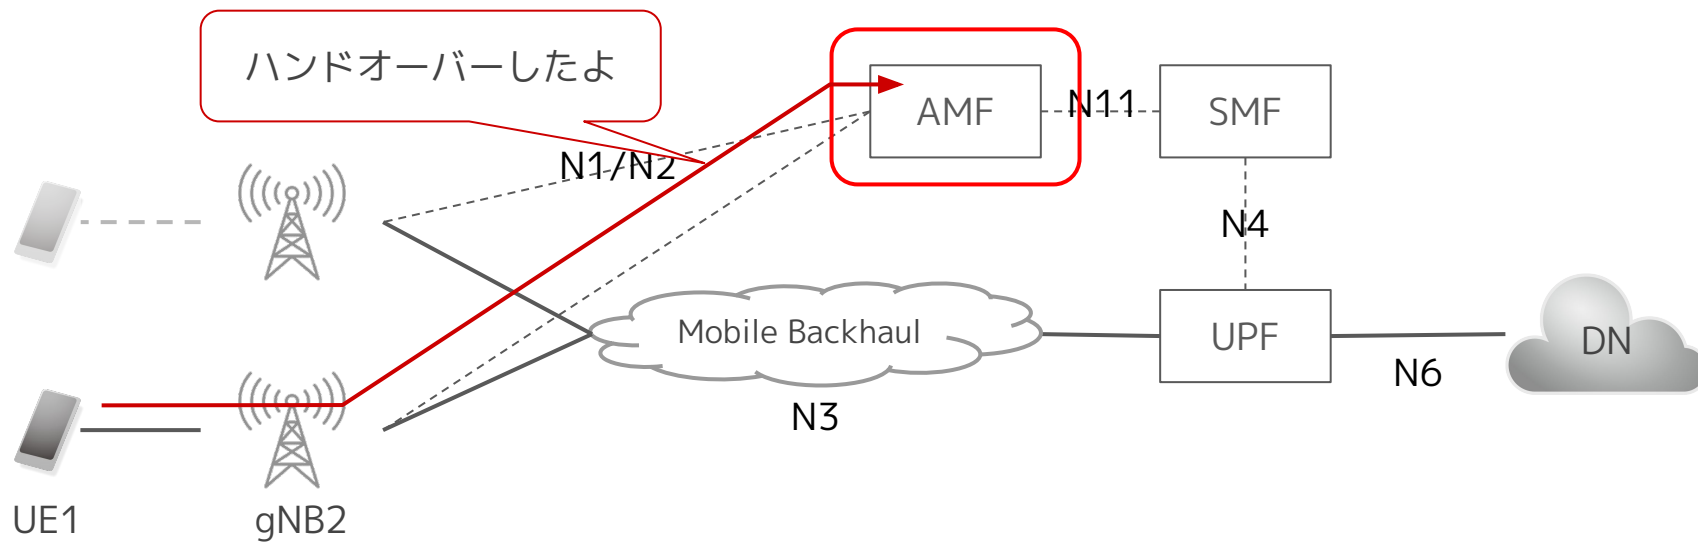 ハンドオーバーしたよ
AMF
N11
SMF
N1/N2
N4
Mobile Backhaul
UPF
DN
N6
N3
UE1
gNB2